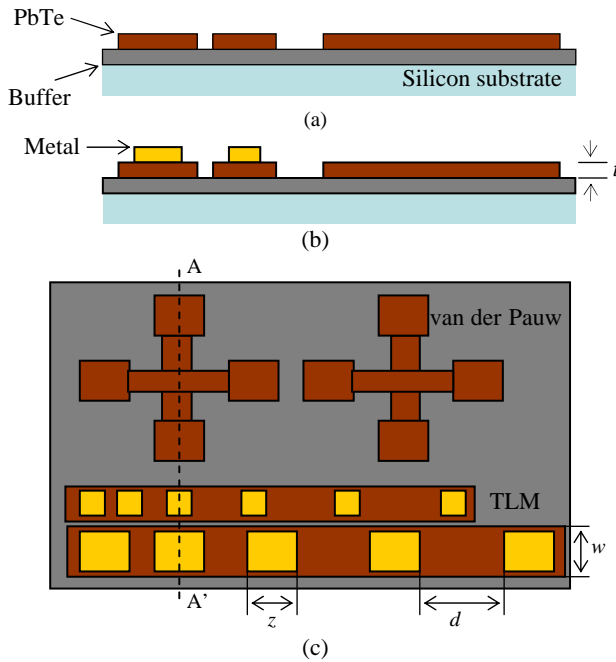 PbTe
Buffer
Silicon substrate
(a)
Metal
t
(b)
A
van der Pauw
TLM
w
A’
z
d
(c)